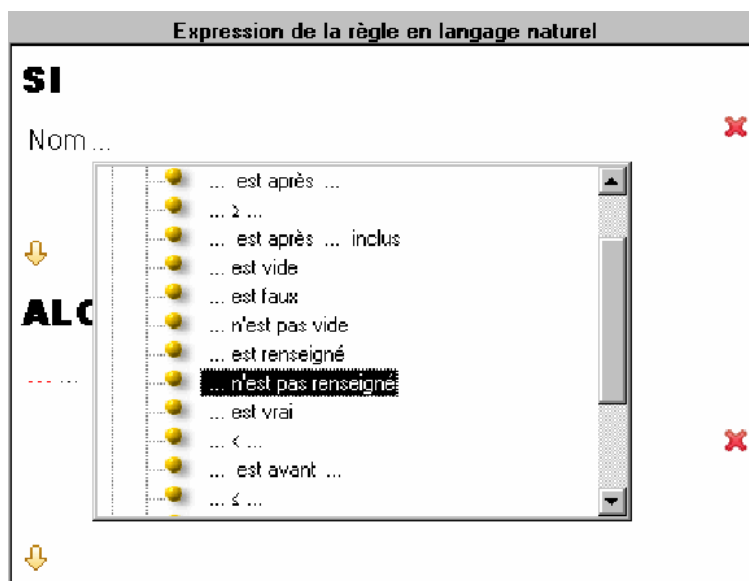 Expression de la règle en langage naturel
SI
Nom ...
... est après ...
... ≥ ...
... est après ... inclus
... est vide
... est faux
... n'est pas vide
... est renseigné
... n'est pas renseigné
... est vrai
... < ...
... est avant ...
... ≤ ...